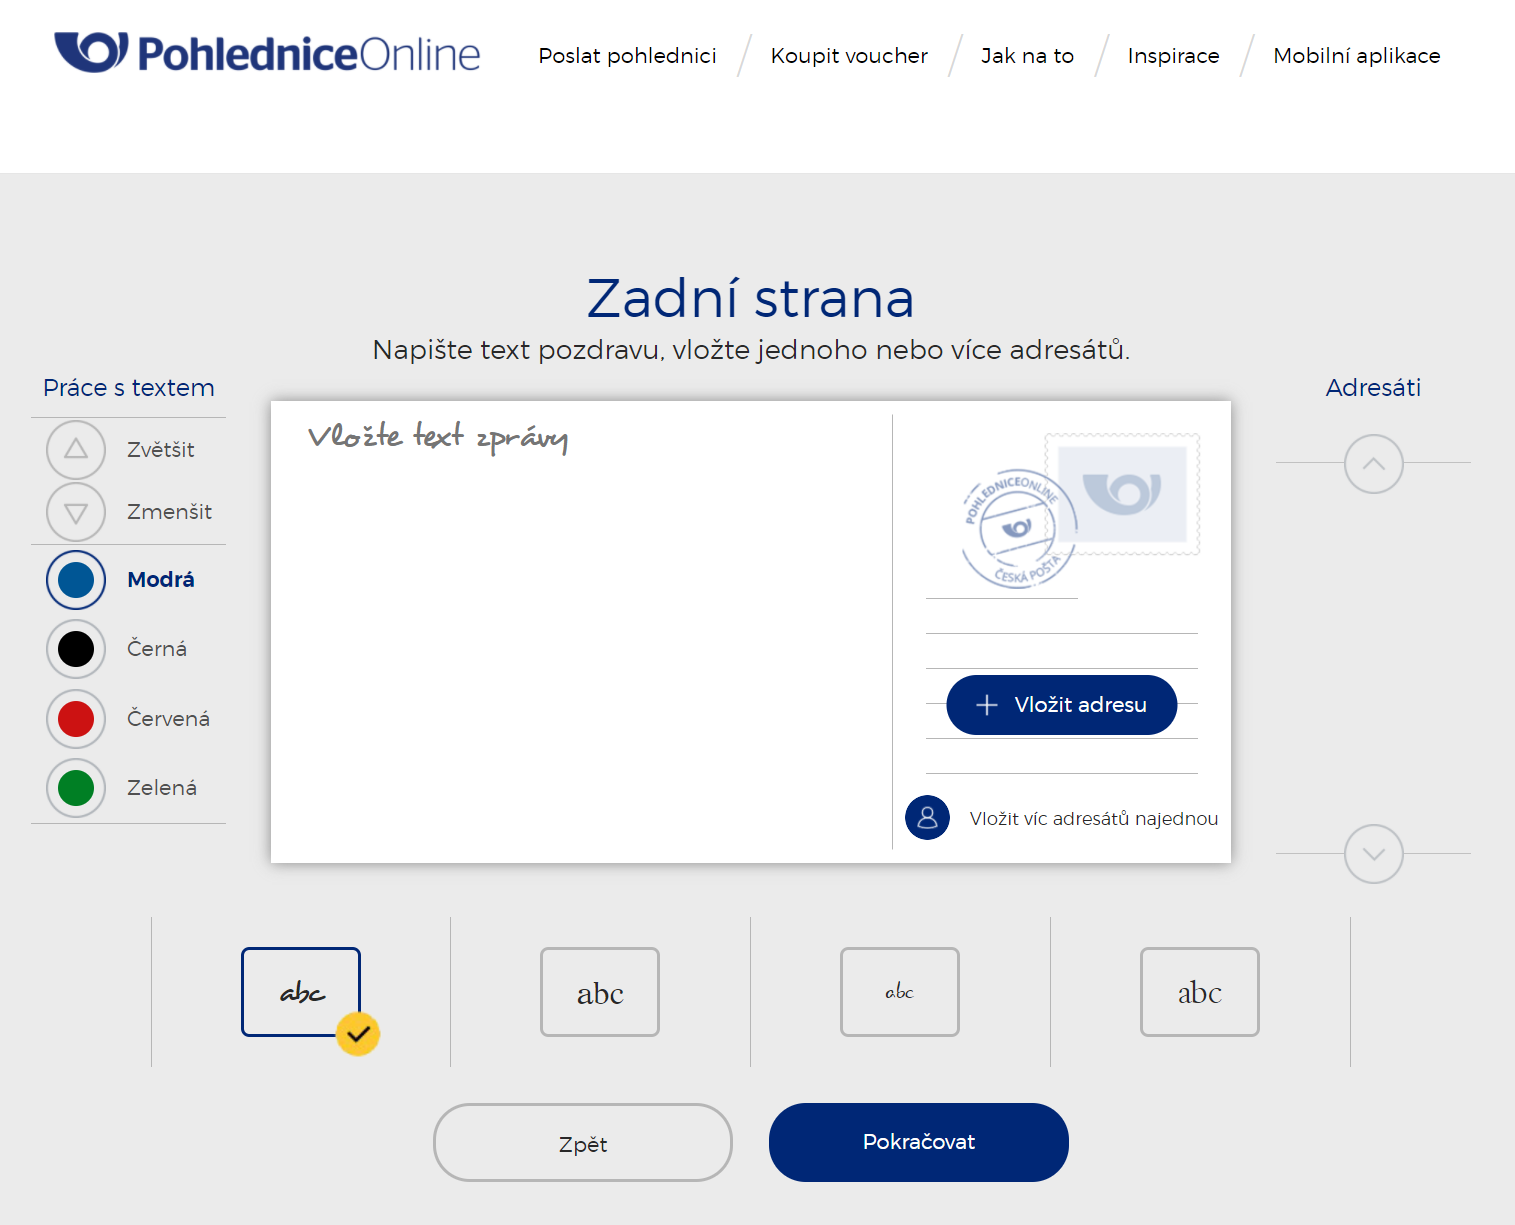 PohledniceOnline
Poslat pohlednici
Koupit voucher
Jak na to
Inspirace
Mobilní aplikace
Zadní strana
Napište text pozdravu, vložte jednoho nebo více adresátů.
Práce s textem
Zvětšit
Zmenšit
Modrá
Černá
Červená
Zelená
Vložte text zprávy
POHLEDNICEONLINE
ČESKÁ POŠTA
Vložit adresu
Vložit víc adresátů najednou
Adresáti
abc
abc
abc
abc
Zpět
Pokračovat